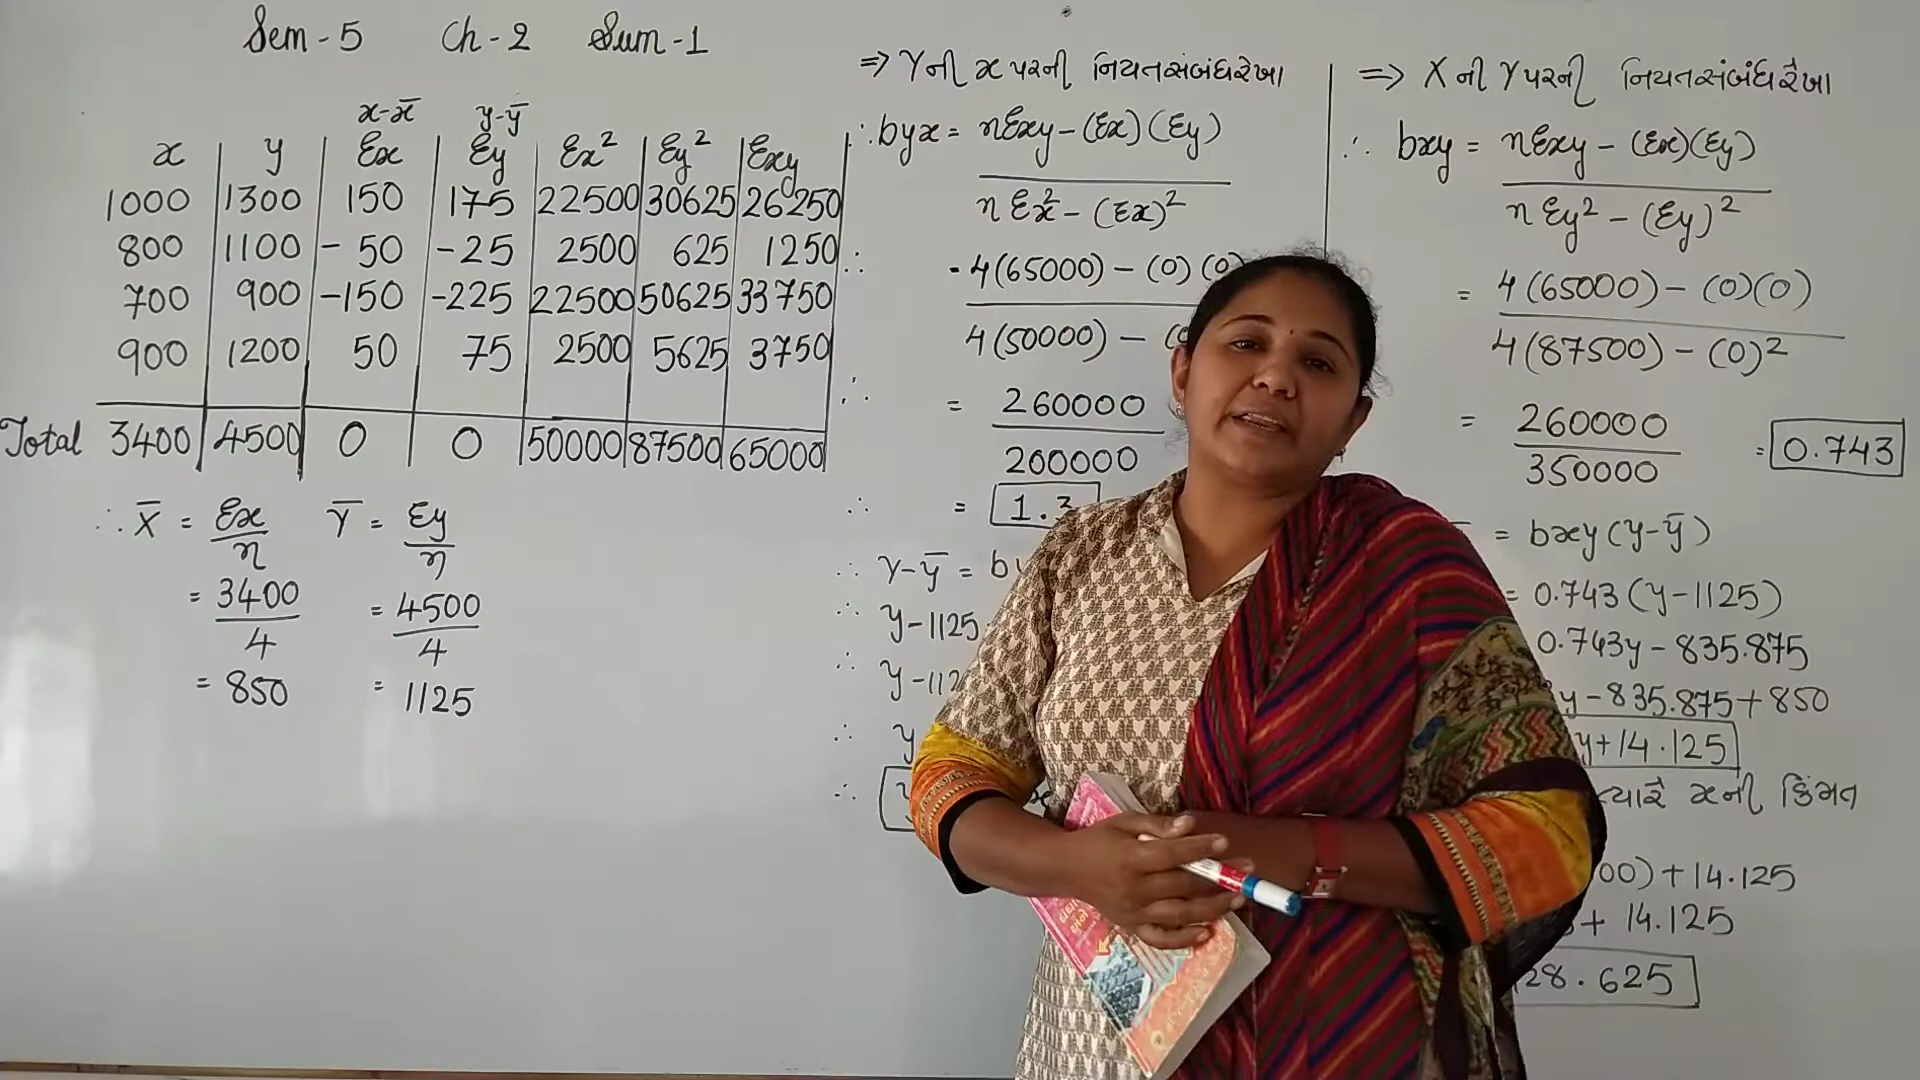 Sem - 5 Ch - 2 Sum - 1
x-x̄ y-ȳ
x y Σx Σy Σx² Σy² Σxy
1000 1300 150 175 22500 30625 26250
800 1100 - 50 -25 2500 625 1250
700 900 -150 -225 22500 50625 33750
900 1200 50 75 2500 5625 3750
Total 3400 4500 0 0 50000 87500 65000
∴ X̄ = Σx/n Ȳ = Σy/n
= 3400/4 = 4500/4
= 850 = 1125
⇒ Y ની x પરની નિયતસંબંધરેખા
∴ byx = nΣxy - (Σx)(Σy)
nΣx² - (Σx)²
∴ - 4(65000) - (0)(0)
4(50000) -
∴ = 260000
200000
∴ = 1.3
∴ Y-ȳ = b
∴ y-1125
∴ y-112
∴ y
∴
⇒ X ની Y પરની નિયતસંબંધરેખા
∴ bxy = nΣxy - (Σx)(Σy)
nΣy² - (Σy)²
= 4(65000) - (0)(0)
4(87500) - (0)²
= 260000
350000
= 0.743
= bxy (y-ȳ)
= 0.743 (y-1125)
0.743y - 835.875
y - 835.875 + 850
y + 14.125
ત્યારે x ની કિંમત
00) + 14.125
+ 14.125
28.625